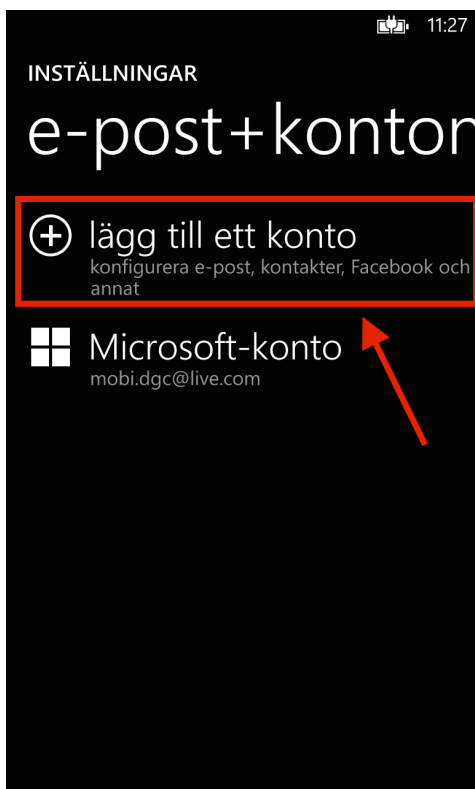 11:27
INSTÄLLNINGAR
e-post+konton
lägg till ett konto
konfigurera e-post, kontakter, Facebook och
annat
Microsoft-konto
mobi.dgc@live.com